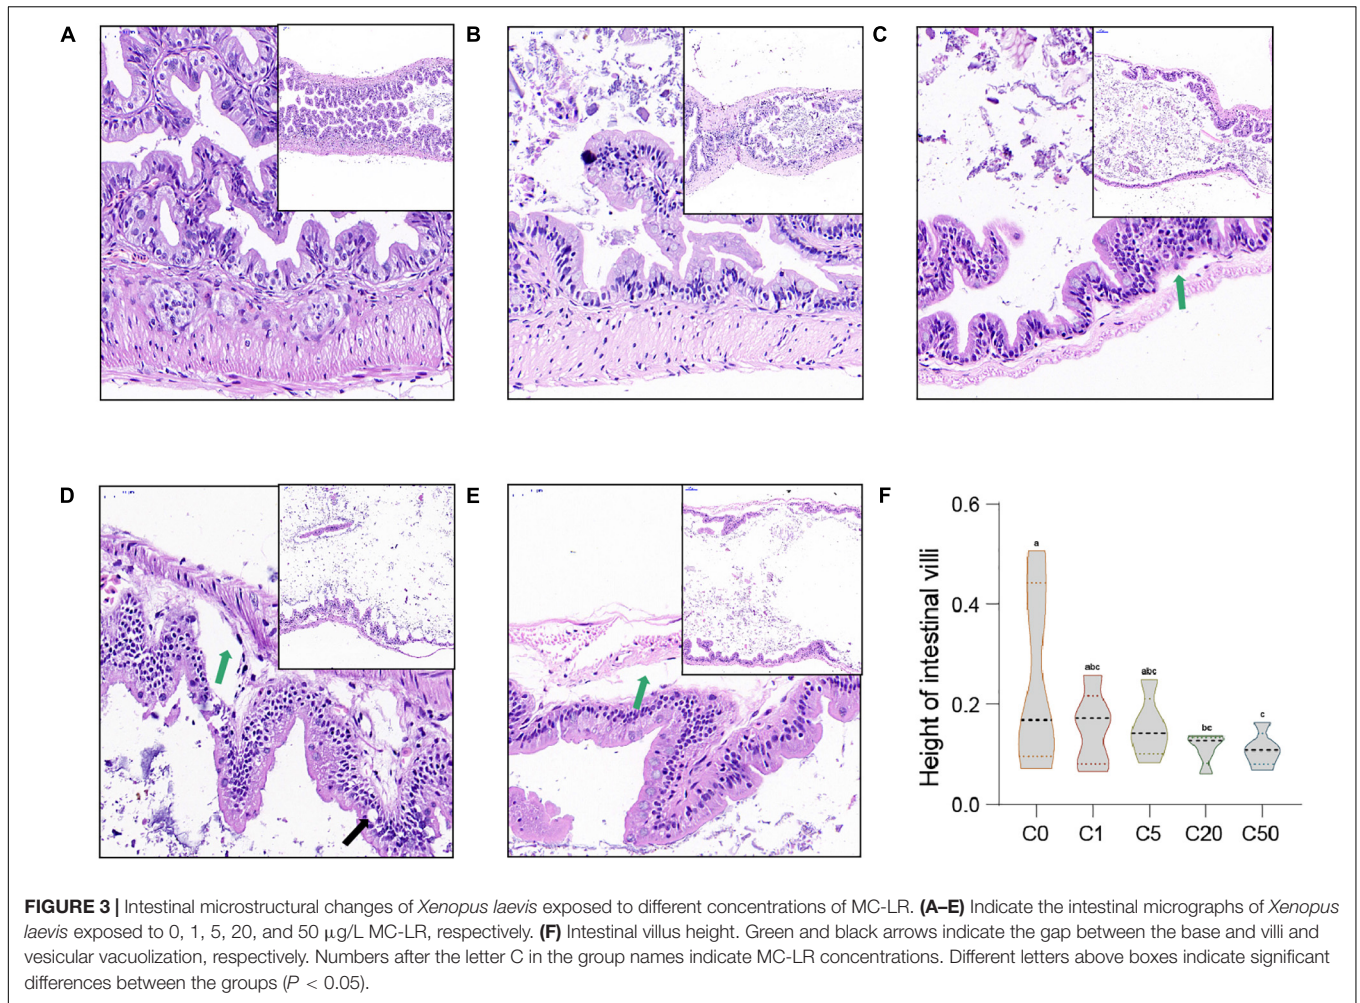 A
B
C
D
E
F
0.6
a
0.4
abc
abc
0.2
bc
c
0.0
Height of intestinal villi
C0 C1 C5 C20 C50
FIGURE 3 | Intestinal microstructural changes of Xenopus laevis exposed to different concentrations of MC-LR. (A–E) Indicate the intestinal micrographs of Xenopus
laevis exposed to 0, 1, 5, 20, and 50 μg/L MC-LR, respectively. (F) Intestinal villus height. Green and black arrows indicate the gap between the base and villi and
vesicular vacuolization, respectively. Numbers after the letter C in the group names indicate MC-LR concentrations. Different letters above boxes indicate significant
differences between the groups (P < 0.05).